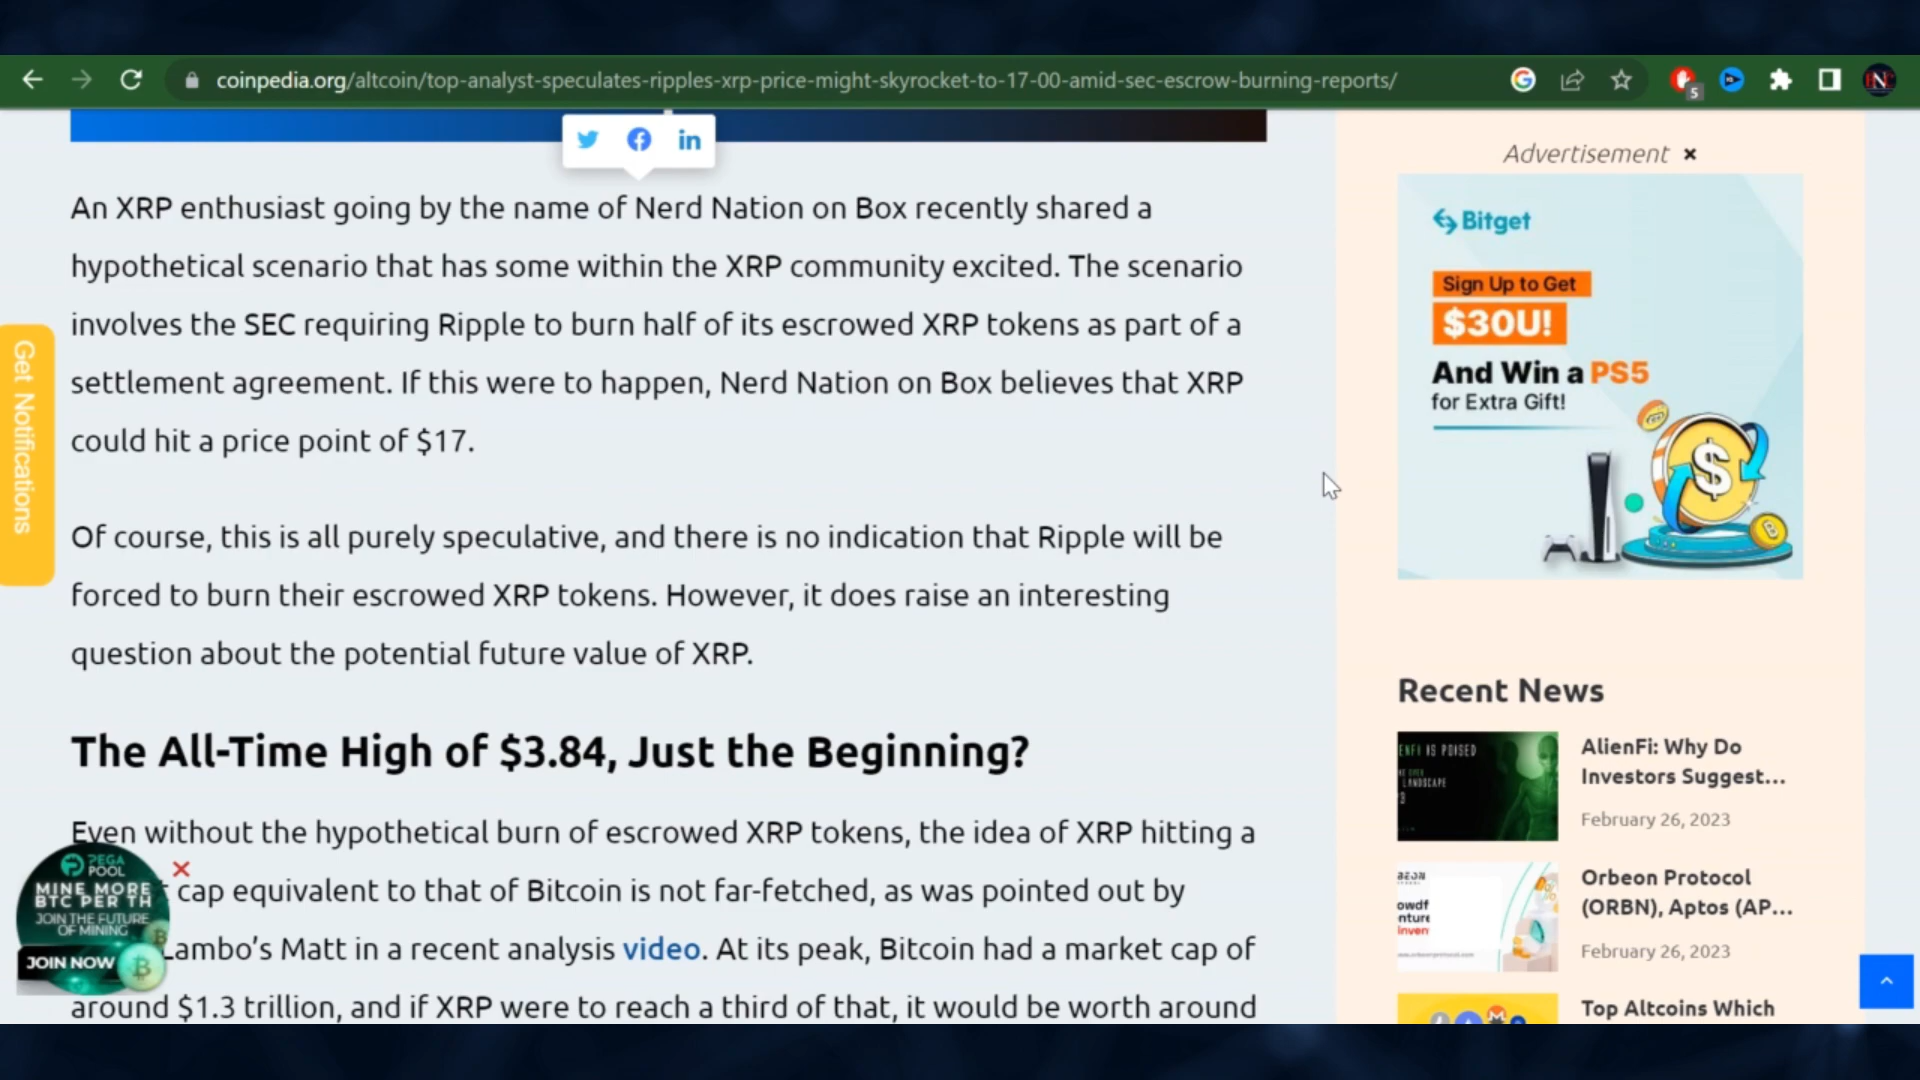 coinpedia.org/altcoin/top-analyst-speculates-ripples-xrp-price-might-skyrocket-to-17-00-amid-sec-escrow-burning-reports/
5
An XRP enthusiast going by the name of Nerd Nation on Box recently shared a
hypothetical scenario that has some within the XRP community excited. The scenario
involves the SEC requiring Ripple to burn half of its escrowed XRP tokens as part of a
settlement agreement. If this were to happen, Nerd Nation on Box believes that XRP
could hit a price point of $17.
Of course, this is all purely speculative, and there is no indication that Ripple will be
forced to burn their escrowed XRP tokens. However, it does raise an interesting
question about the potential future value of XRP.
The All-Time High of $3.84, Just the Beginning?
Even without the hypothetical burn of escrowed XRP tokens, the idea of XRP hitting a
cap equivalent to that of Bitcoin is not far-fetched, as was pointed out by
Lambo's Matt in a recent analysis video. At its peak, Bitcoin had a market cap of
around $1.3 trillion, and if XRP were to reach a third of that, it would be worth around
Get Notifications
PEGA
POOL
MINE MORE
BTC PER TH
JOIN THE FUTURE
OF MINING
JOIN NOW
Advertisement ×
Bitget
Sign Up to Get
$30U!
And Win a PS5
for Extra Gift!
Recent News
ENFI IS POISED
LANDSCAPE
AlienFi: Why Do
Investors Suggest...
February 26, 2023
BEON
owdf
nture
inven
Orbeon Protocol
(ORBN), Aptos (AP...
February 26, 2023
Top Altcoins Which